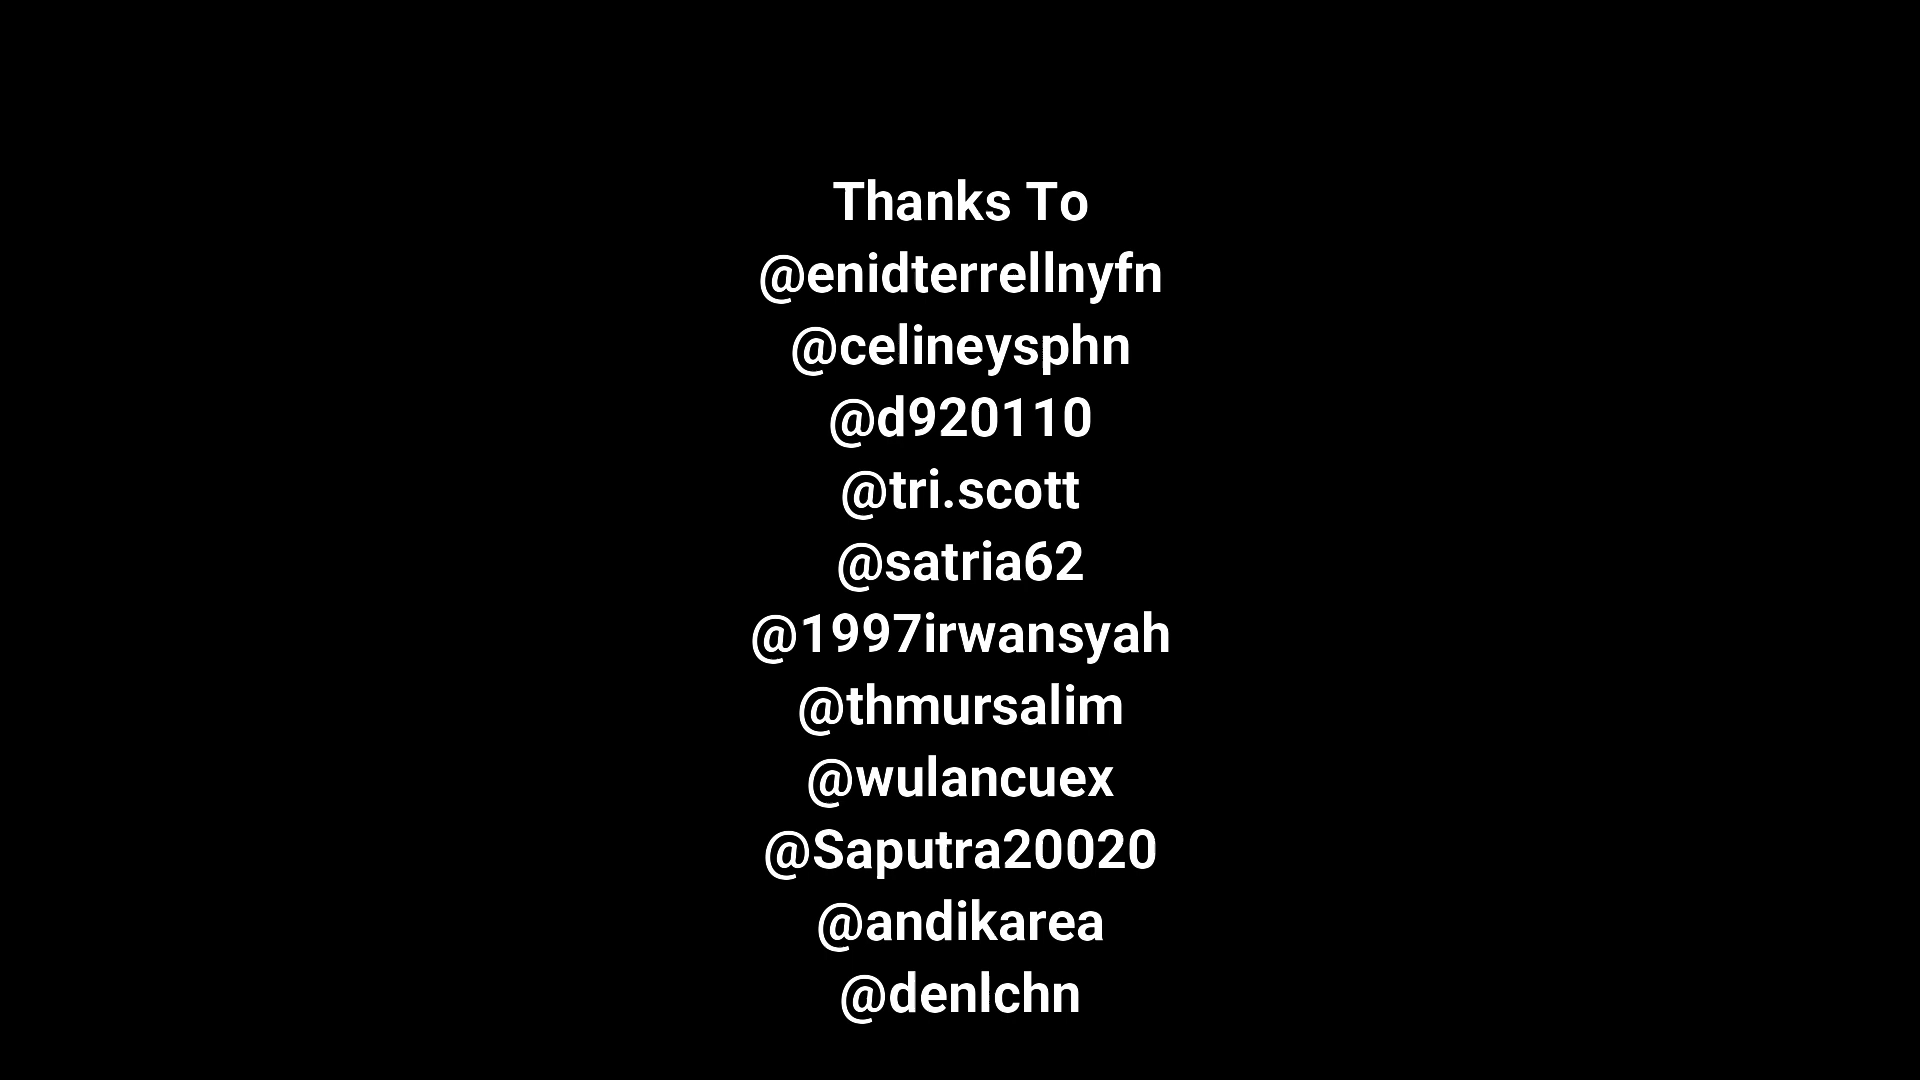 Thanks To
@enidterrellnyfn
@celineysphn
@d920110
@tri.scott
@satria62
@1997irwansyah
@thmursalim
@wulancuex
@Saputra20020
@andikarea
@denlchn